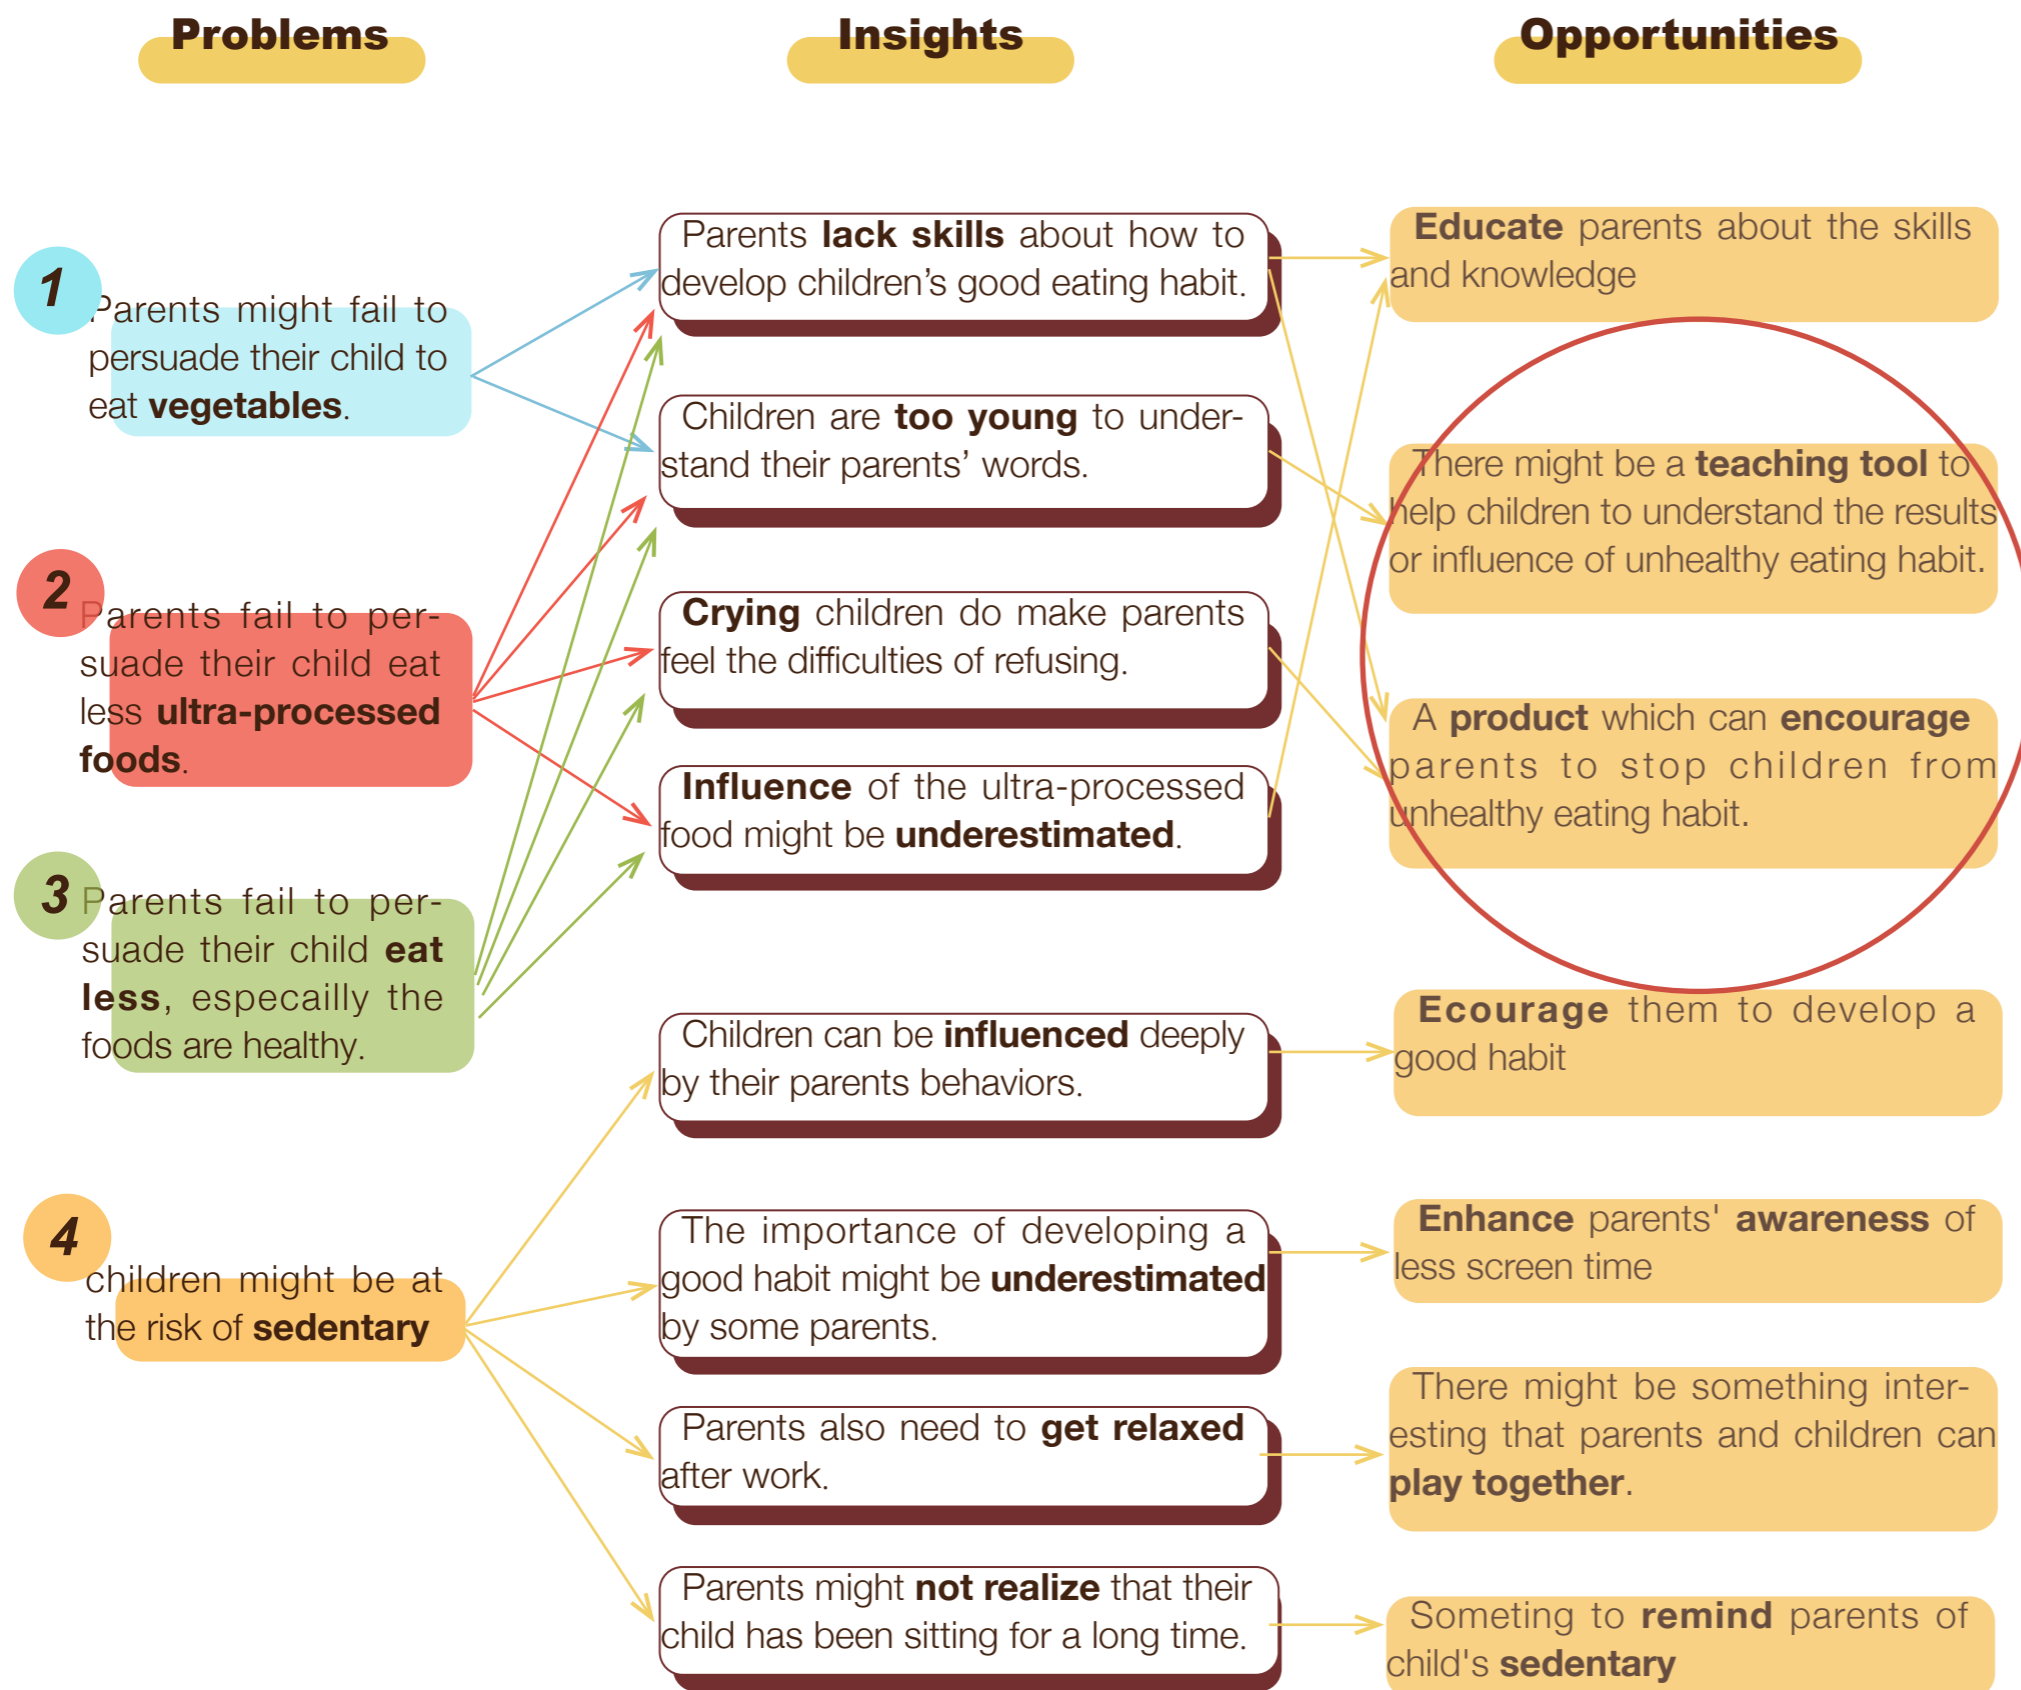 Problems
Insights
Opportunities
1
Parents might fail to
persuade their child to
eat vegetables.
2
Parents fail to per-
suade their child eat
less ultra-processed
foods.
3
Parents fail to per-
suade their child eat
less, especailly the
foods are healthy.
4
children might be at
the risk of sedentary
Parents lack skills about how to
develop children’s good eating habit.
Children are too young to under-
stand their parents’ words.
Crying children do make parents
feel the difficulties of refusing.
Influence of the ultra-processed
food might be underestimated.
Children can be influenced deeply
by their parents behaviors.
The importance of developing a
good habit might be underestimated
by some parents.
Parents also need to get relaxed
after work.
Parents might not realize that their
child has been sitting for a long time.
Educate parents about the skills
and knowledge
There might be a teaching tool to
help children to understand the results
or influence of unhealthy eating habit.
A product which can encourage
parents to stop children from
unhealthy eating habit.
Ecourage them to develop a
good habit
Enhance parents' awareness of
less screen time
There might be something inter-
esting that parents and children can
play together.
Someting to remind parents of
child's sedentary